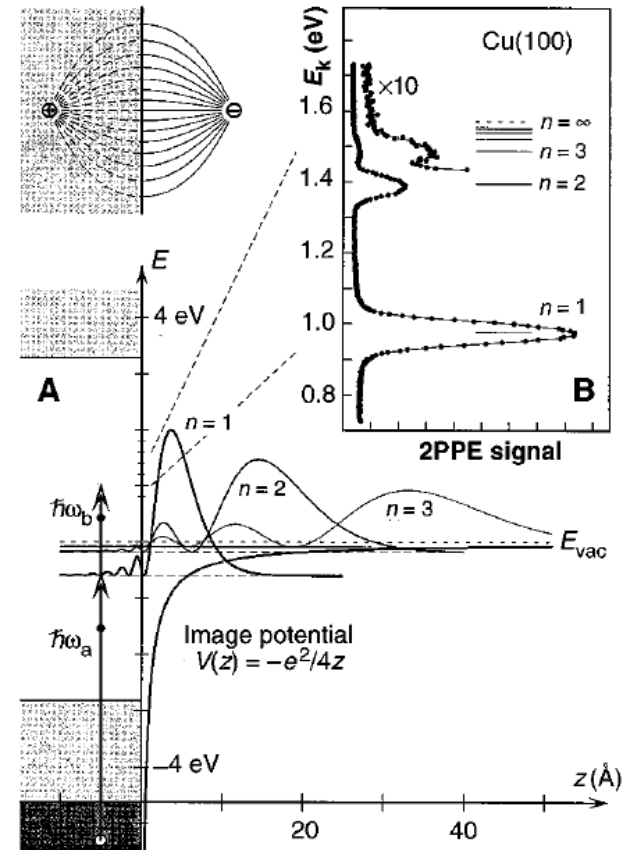 ⊕
⊖
E
4 eV
A
n = 1
ħω_b
n = 2
n = 3
E_vac
ħω_a
Image potential
V(z) = −e²/4z
−4 eV
z (Å)
20
40
E_k (eV)
Cu(100)
×10
1.6
n = ∞
n = 3
1.4
n = 2
1.2
n = 1
1.0
0.8
B
2PPE signal